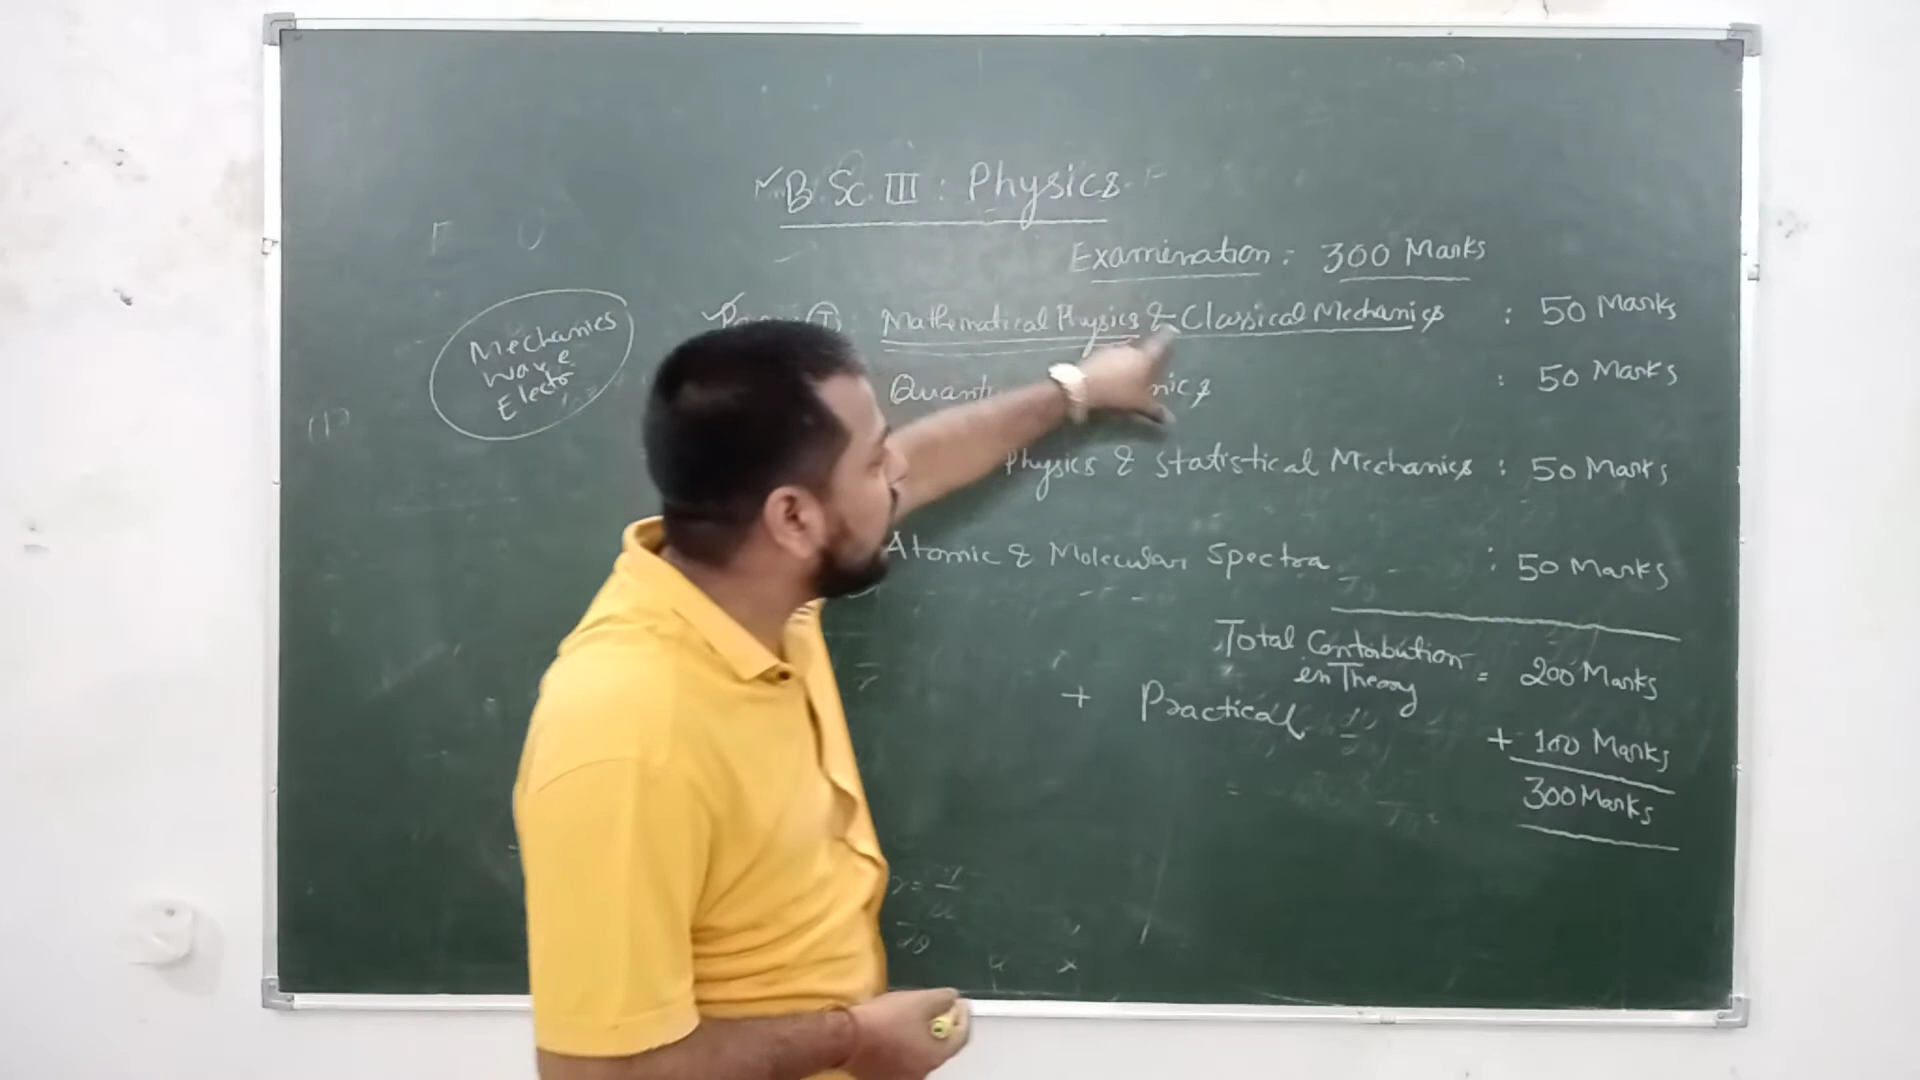 B.Sc. III : Physics
Examination : 300 Marks
Mechanics
Wave
Electro
(I) : Mathematical Physics & Classical Mechanics : 50 Marks
: 50 Marks
Physics & Statistical Mechanics : 50 Marks
Atomic & Molecular Spectra : 50 Marks
Total Contribution
in Theory = 200 Marks
+ Practical + 100 Marks
300 Marks